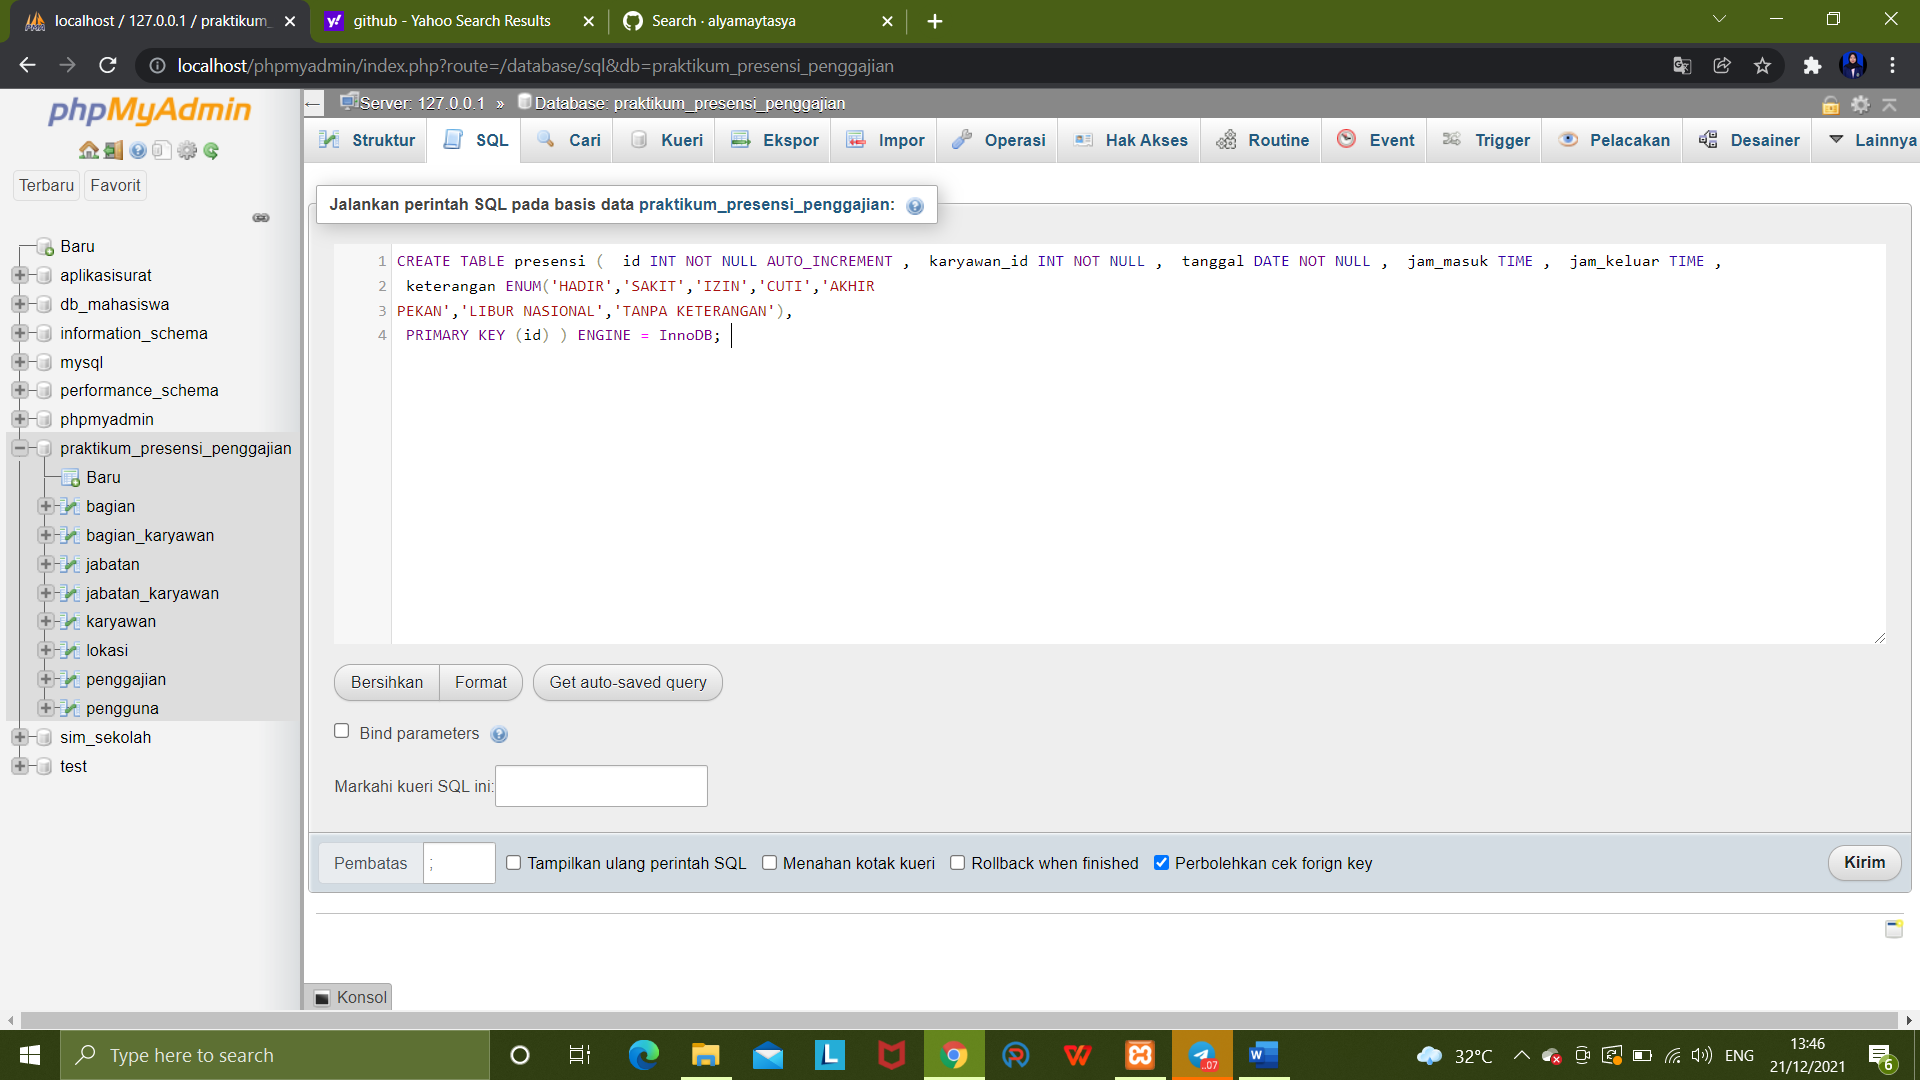 localhost / 127.0.0.1 / praktikum_
github - Yahoo Search Results
Search · alyamaytasya
localhost/phpmyadmin/index.php?route=/database/sql&db=praktikum_presensi_penggajian
phpMyAdmin
Terbaru
Favorit
Baru
aplikasisurat
db_mahasiswa
information_schema
mysql
performance_schema
phpmyadmin
praktikum_presensi_penggajian
Baru
bagian
bagian_karyawan
jabatan
jabatan_karyawan
karyawan
lokasi
penggajian
pengguna
sim_sekolah
test
Server: 127.0.0.1 » Database: praktikum_presensi_penggajian
Struktur
SQL
Cari
Kueri
Ekspor
Impor
Operasi
Hak Akses
Routine
Event
Trigger
Pelacakan
Desainer
Lainnya
Jalankan perintah SQL pada basis data praktikum_presensi_penggajian:
1 CREATE TABLE presensi (  id INT NOT NULL AUTO_INCREMENT ,  karyawan_id INT NOT NULL ,  tanggal DATE NOT NULL ,  jam_masuk TIME ,  jam_keluar TIME ,
2  keterangan ENUM('HADIR','SAKIT','IZIN','CUTI','AKHIR
3 PEKAN','LIBUR NASIONAL','TANPA KETERANGAN'),
4  PRIMARY KEY (id) ) ENGINE = InnoDB;
Bersihkan
Format
Get auto-saved query
Bind parameters
Markahi kueri SQL ini:
Pembatas
;
Tampilkan ulang perintah SQL
Menahan kotak kueri
Rollback when finished
Perbolehkan cek forign key
Kirim
Konsol
Type here to search
32°C
ENG
13:46
21/12/2021
6